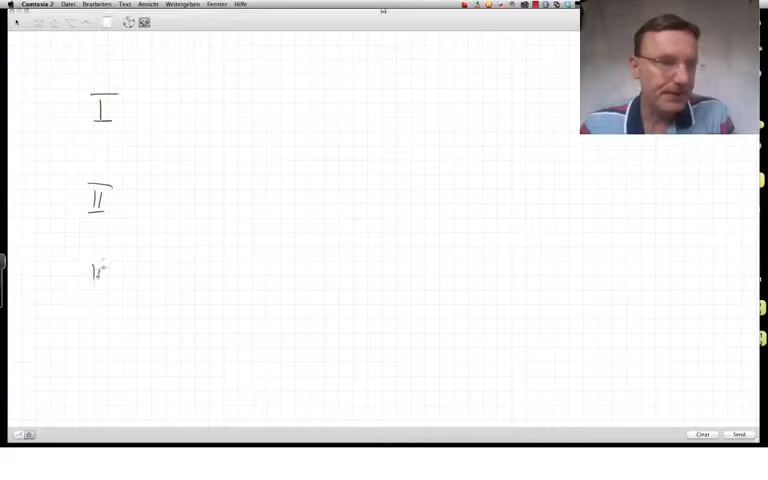 Camtasia 2 Datei Bearbeiten Text Ansicht Weitergeben Fenster Hilfe
I
II
Clear Send